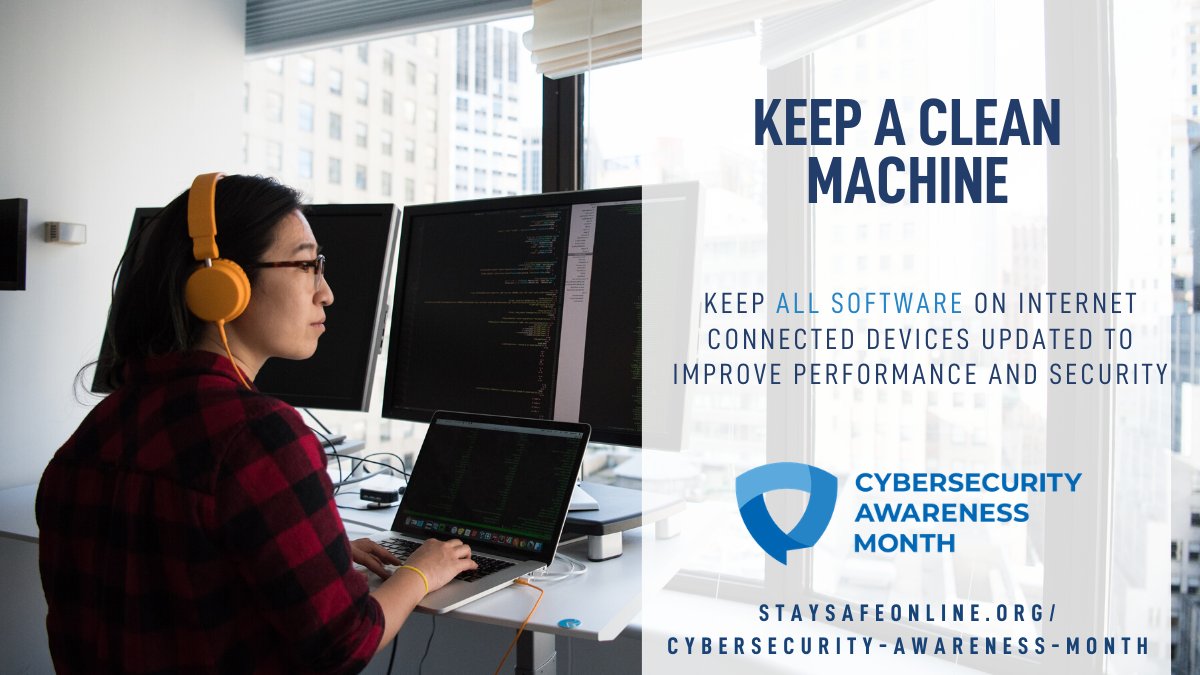 KEEP A CLEAN
MACHINE
KEEP ALL SOFTWARE ON INTERNET
CONNECTED DEVICES UPDATED TO
IMPROVE PERFORMANCE AND SECURITY
CYBERSECURITY
AWARENESS
MONTH
STAYSAFEONLINE.ORG/
CYBERSECURITY-AWARENESS-MONTH